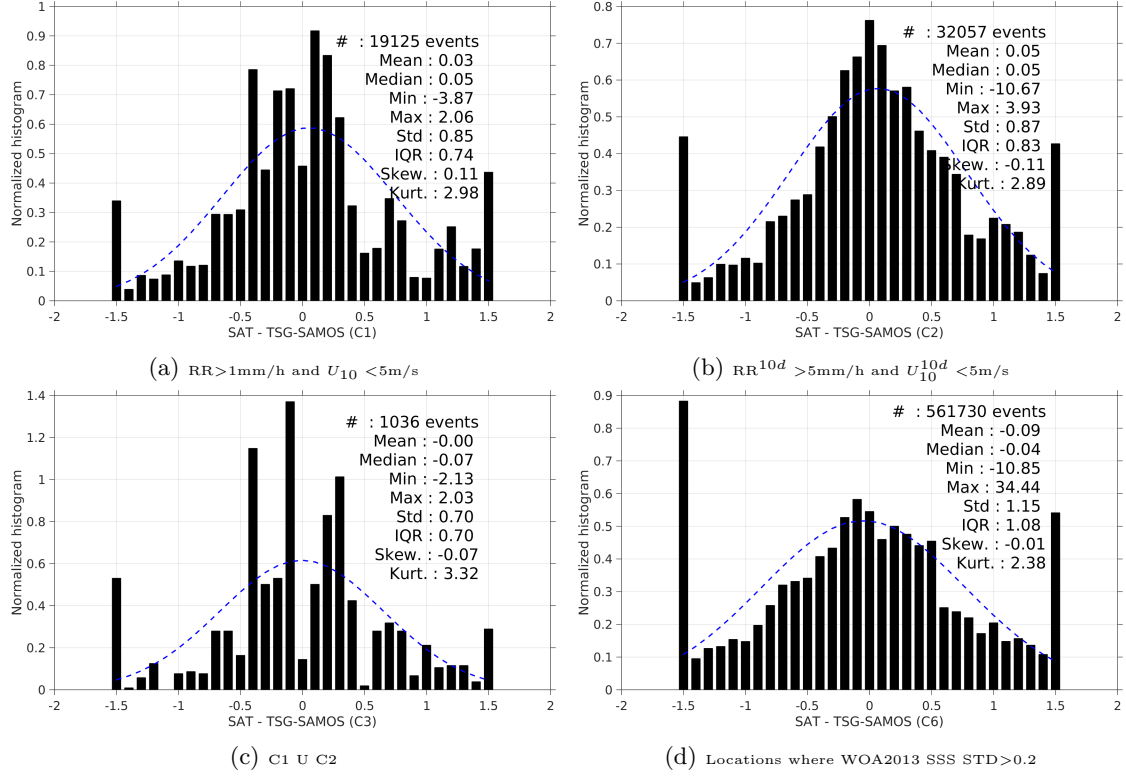 1
0.9
0.8
0.7
0.6
0.5
0.4
0.3
0.2
0.1
0
Normalized histogram
# : 19125 events
Mean : 0.03
Median : 0.05
Min : -3.87
Max : 2.06
Std : 0.85
IQR : 0.74
Skew. : 0.11
Kurt. : 2.98
-2 -1.5 -1 -0.5 0 0.5 1 1.5 2
SAT - TSG-SAMOS (C1)
(a) RR>1mm/h and U10 <5m/s
0.8
0.7
0.6
0.5
0.4
0.3
0.2
0.1
0
Normalized histogram
# : 32057 events
Mean : 0.05
Median : 0.05
Min : -10.67
Max : 3.93
Std : 0.87
IQR : 0.83
Skew. : -0.11
Kurt. : 2.89
-2 -1.5 -1 -0.5 0 0.5 1 1.5 2
SAT - TSG-SAMOS (C2)
(b) RR^10d >5mm/h and U_10^10d <5m/s
1.4
1.2
1
0.8
0.6
0.4
0.2
0
Normalized histogram
# : 1036 events
Mean : -0.00
Median : -0.07
Min : -2.13
Max : 2.03
Std : 0.70
IQR : 0.70
Skew. : -0.07
Kurt. : 3.32
-2 -1.5 -1 -0.5 0 0.5 1 1.5 2
SAT - TSG-SAMOS (C3)
(c) C1 U C2
0.9
0.8
0.7
0.6
0.5
0.4
0.3
0.2
0.1
0
Normalized histogram
# : 561730 events
Mean : -0.09
Median : -0.04
Min : -10.85
Max : 34.44
Std : 1.15
IQR : 1.08
Skew. : -0.01
Kurt. : 2.38
-2 -1.5 -1 -0.5 0 0.5 1 1.5 2
SAT - TSG-SAMOS (C6)
(d) Locations where WOA2013 SSS STD>0.2